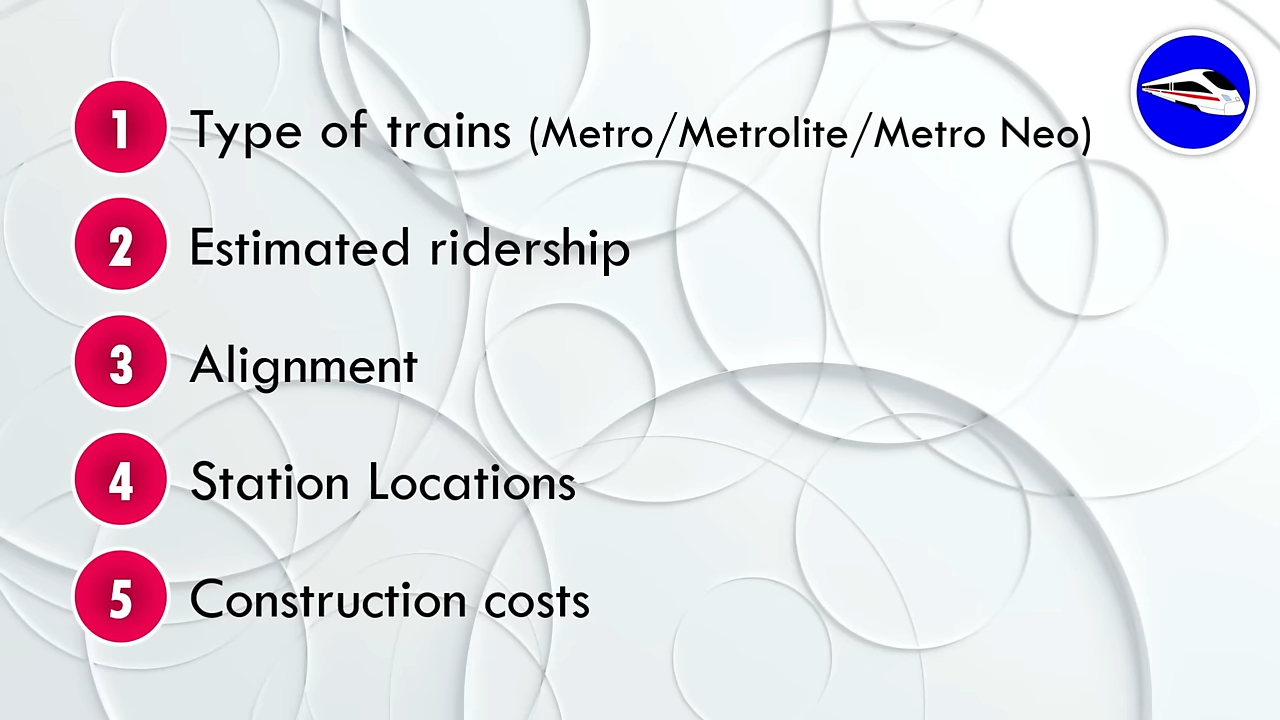 1 Type of trains (Metro/Metrolite/Metro Neo)
2 Estimated ridership
3 Alignment
4 Station Locations
5 Construction costs